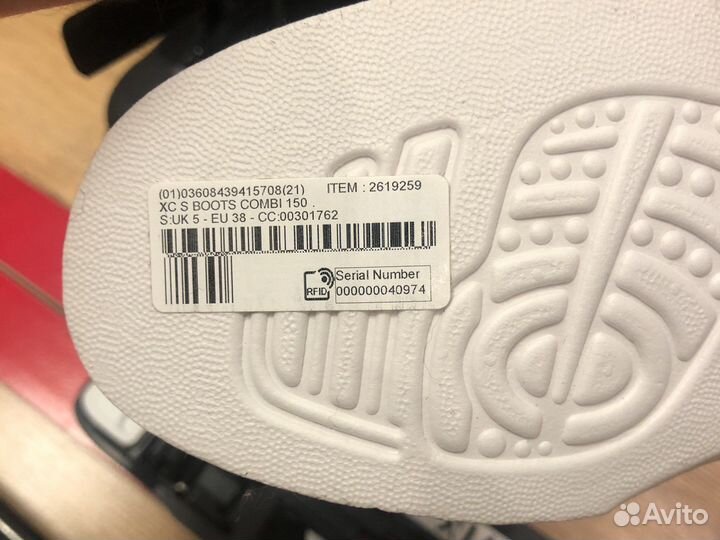 (01)03608439415708(21) ITEM : 2619259
XC S BOOTS COMBI 150 .
S:UK 5 - EU 38 - CC:00301762
RFID
Serial Number
000000040974
Avito